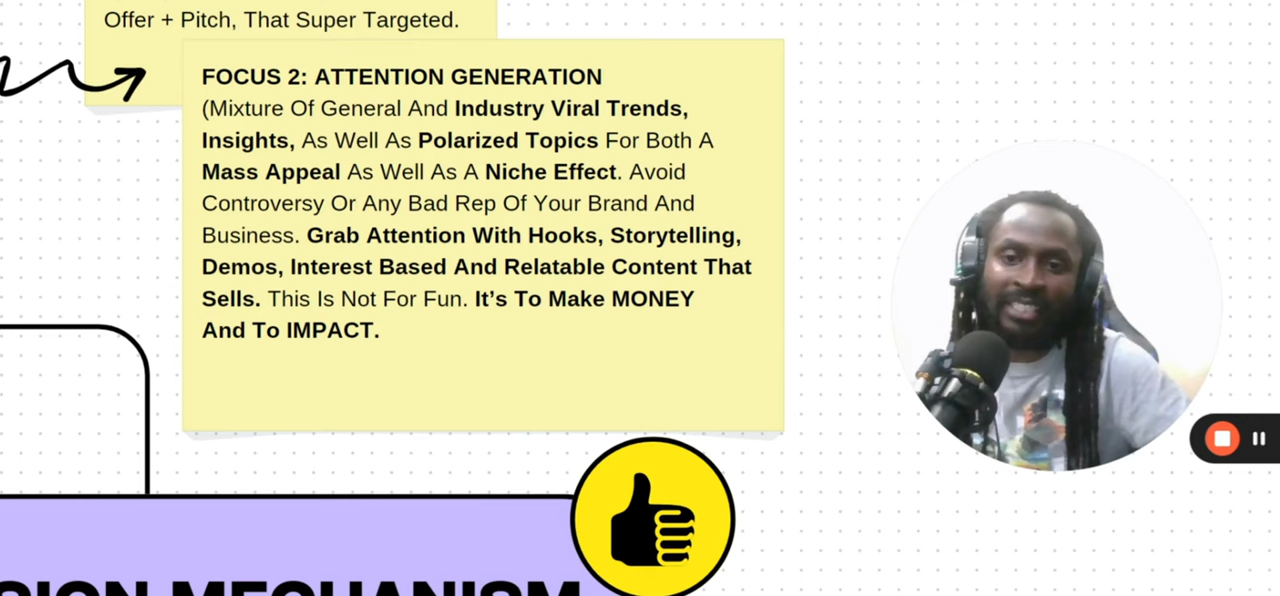 Offer + Pitch, That Super Targeted.
FOCUS 2: ATTENTION GENERATION
(Mixture Of General And Industry Viral Trends,
Insights, As Well As Polarized Topics For Both A
Mass Appeal As Well As A Niche Effect. Avoid
Controversy Or Any Bad Rep Of Your Brand And
Business. Grab Attention With Hooks, Storytelling,
Demos, Interest Based And Relatable Content That
Sells. This Is Not For Fun. It’s To Make MONEY
And To IMPACT.
SION MECHANISM